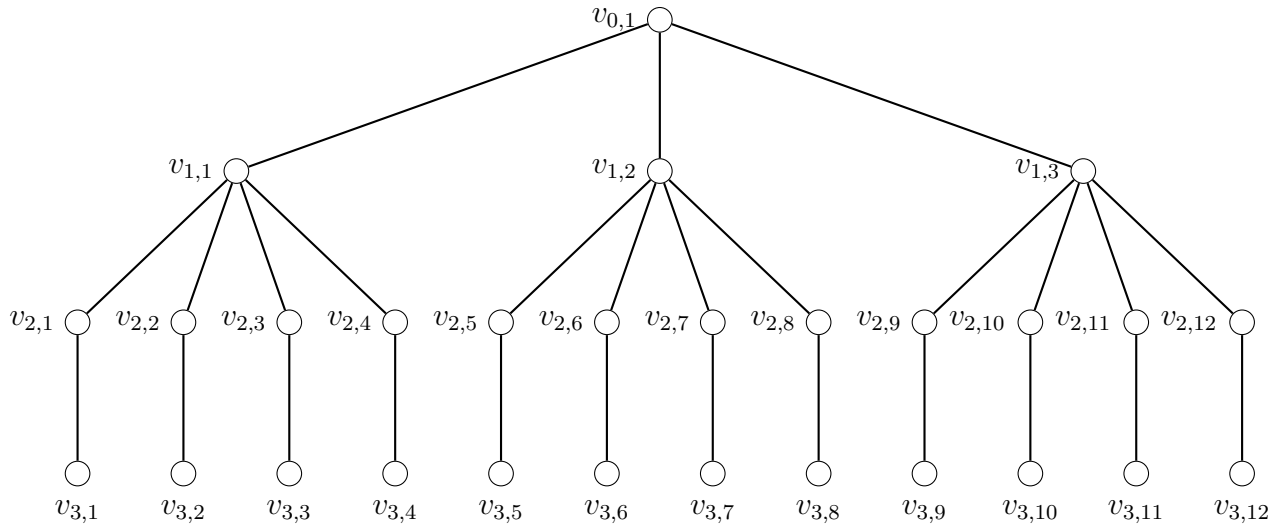 v_{0,1}
v_{1,1} v_{1,2} v_{1,3}
v_{2,1} v_{2,2} v_{2,3} v_{2,4} v_{2,5} v_{2,6} v_{2,7} v_{2,8} v_{2,9} v_{2,10} v_{2,11} v_{2,12}
v_{3,1} v_{3,2} v_{3,3} v_{3,4} v_{3,5} v_{3,6} v_{3,7} v_{3,8} v_{3,9} v_{3,10} v_{3,11} v_{3,12}